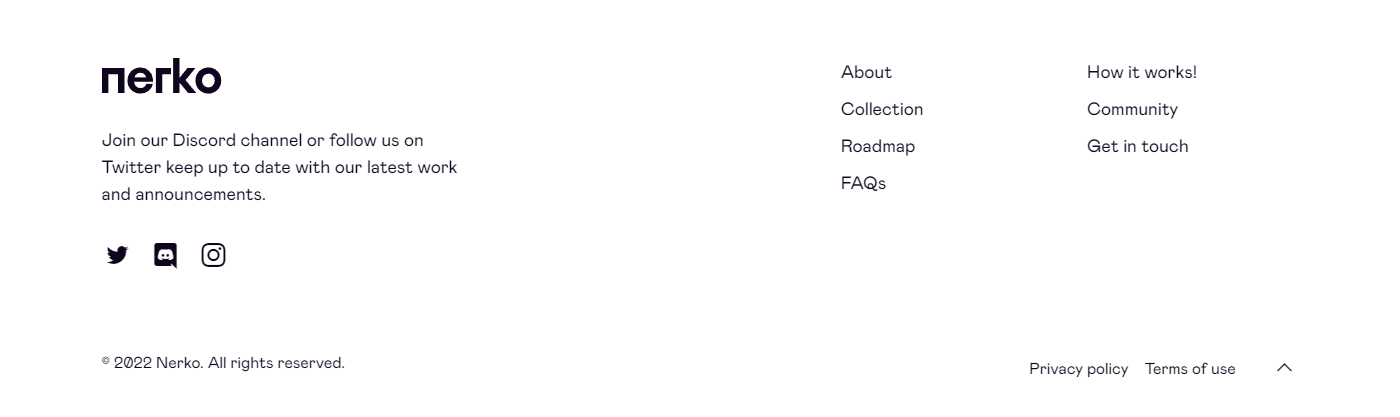 nerko
Join our Discord channel or follow us on
Twitter keep up to date with our latest work
and announcements.
About
Collection
Roadmap
FAQs
How it works!
Community
Get in touch
© 2022 Nerko. All rights reserved.
Privacy policy Terms of use